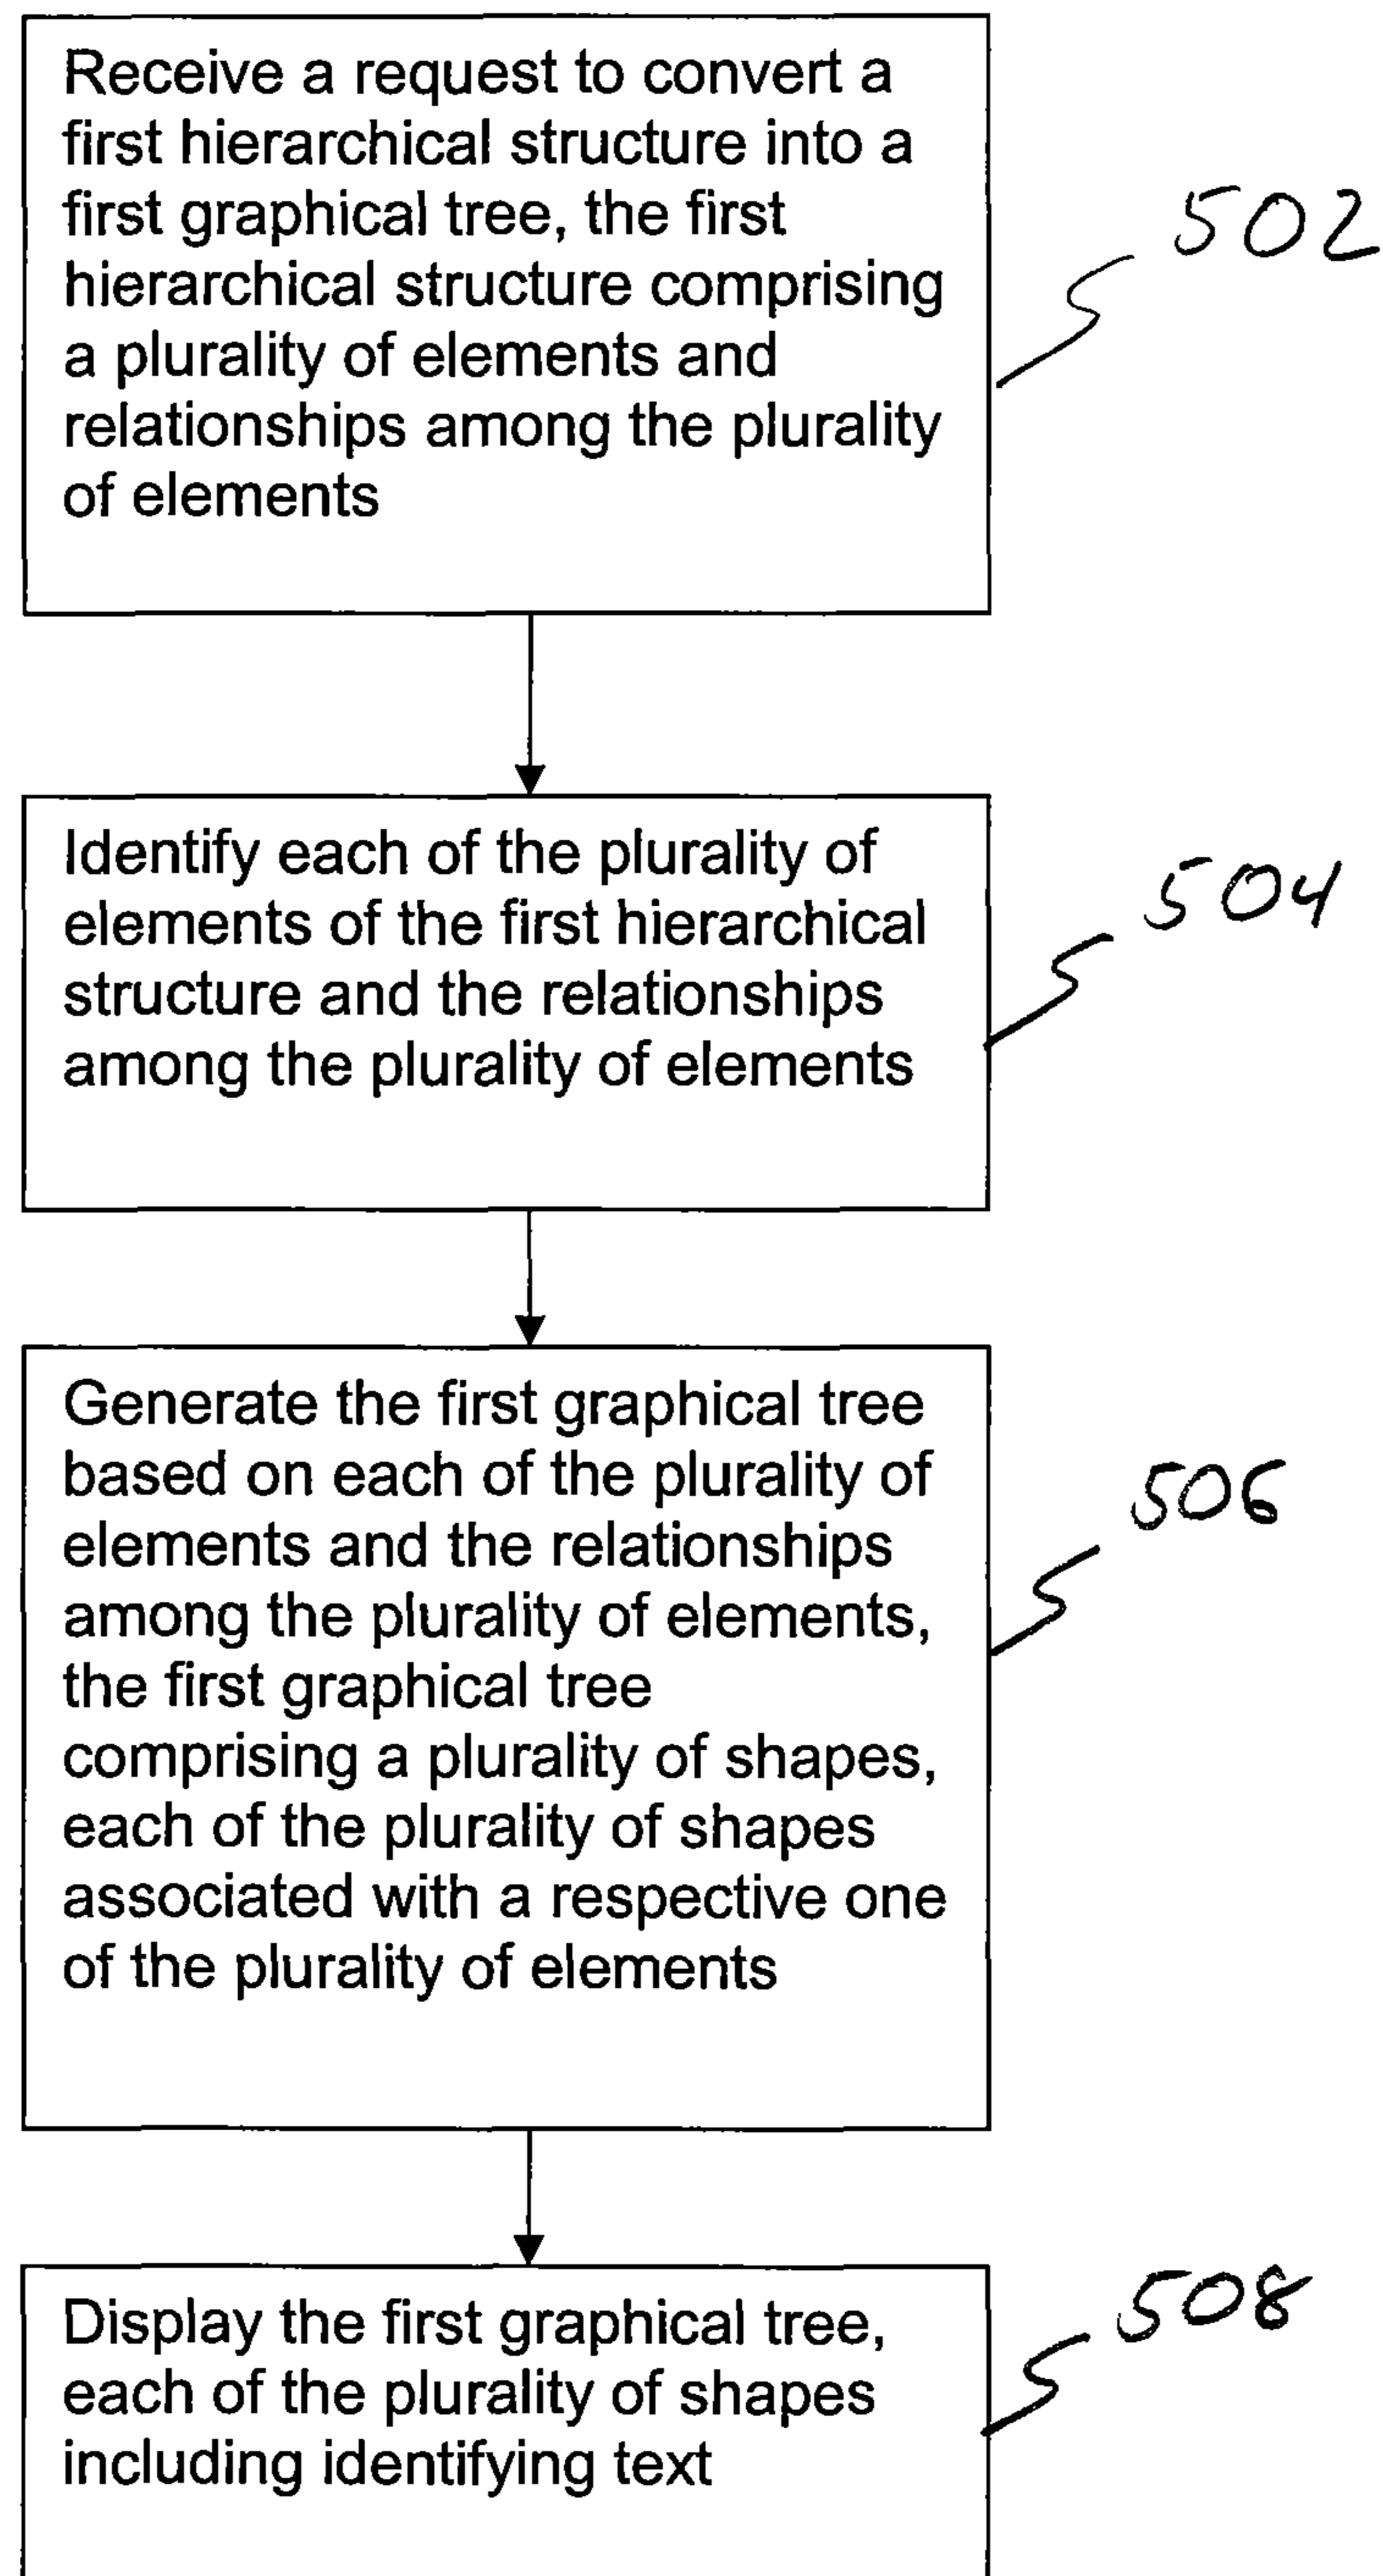 Receive a request to convert a
first hierarchical structure into a
first graphical tree, the first
hierarchical structure comprising
a plurality of elements and
relationships among the plurality
of elements
502
Identify each of the plurality of
elements of the first hierarchical
structure and the relationships
among the plurality of elements
504
Generate the first graphical tree
based on each of the plurality of
elements and the relationships
among the plurality of elements,
the first graphical tree
comprising a plurality of shapes,
each of the plurality of shapes
associated with a respective one
of the plurality of elements
506
Display the first graphical tree,
each of the plurality of shapes
including identifying text
508